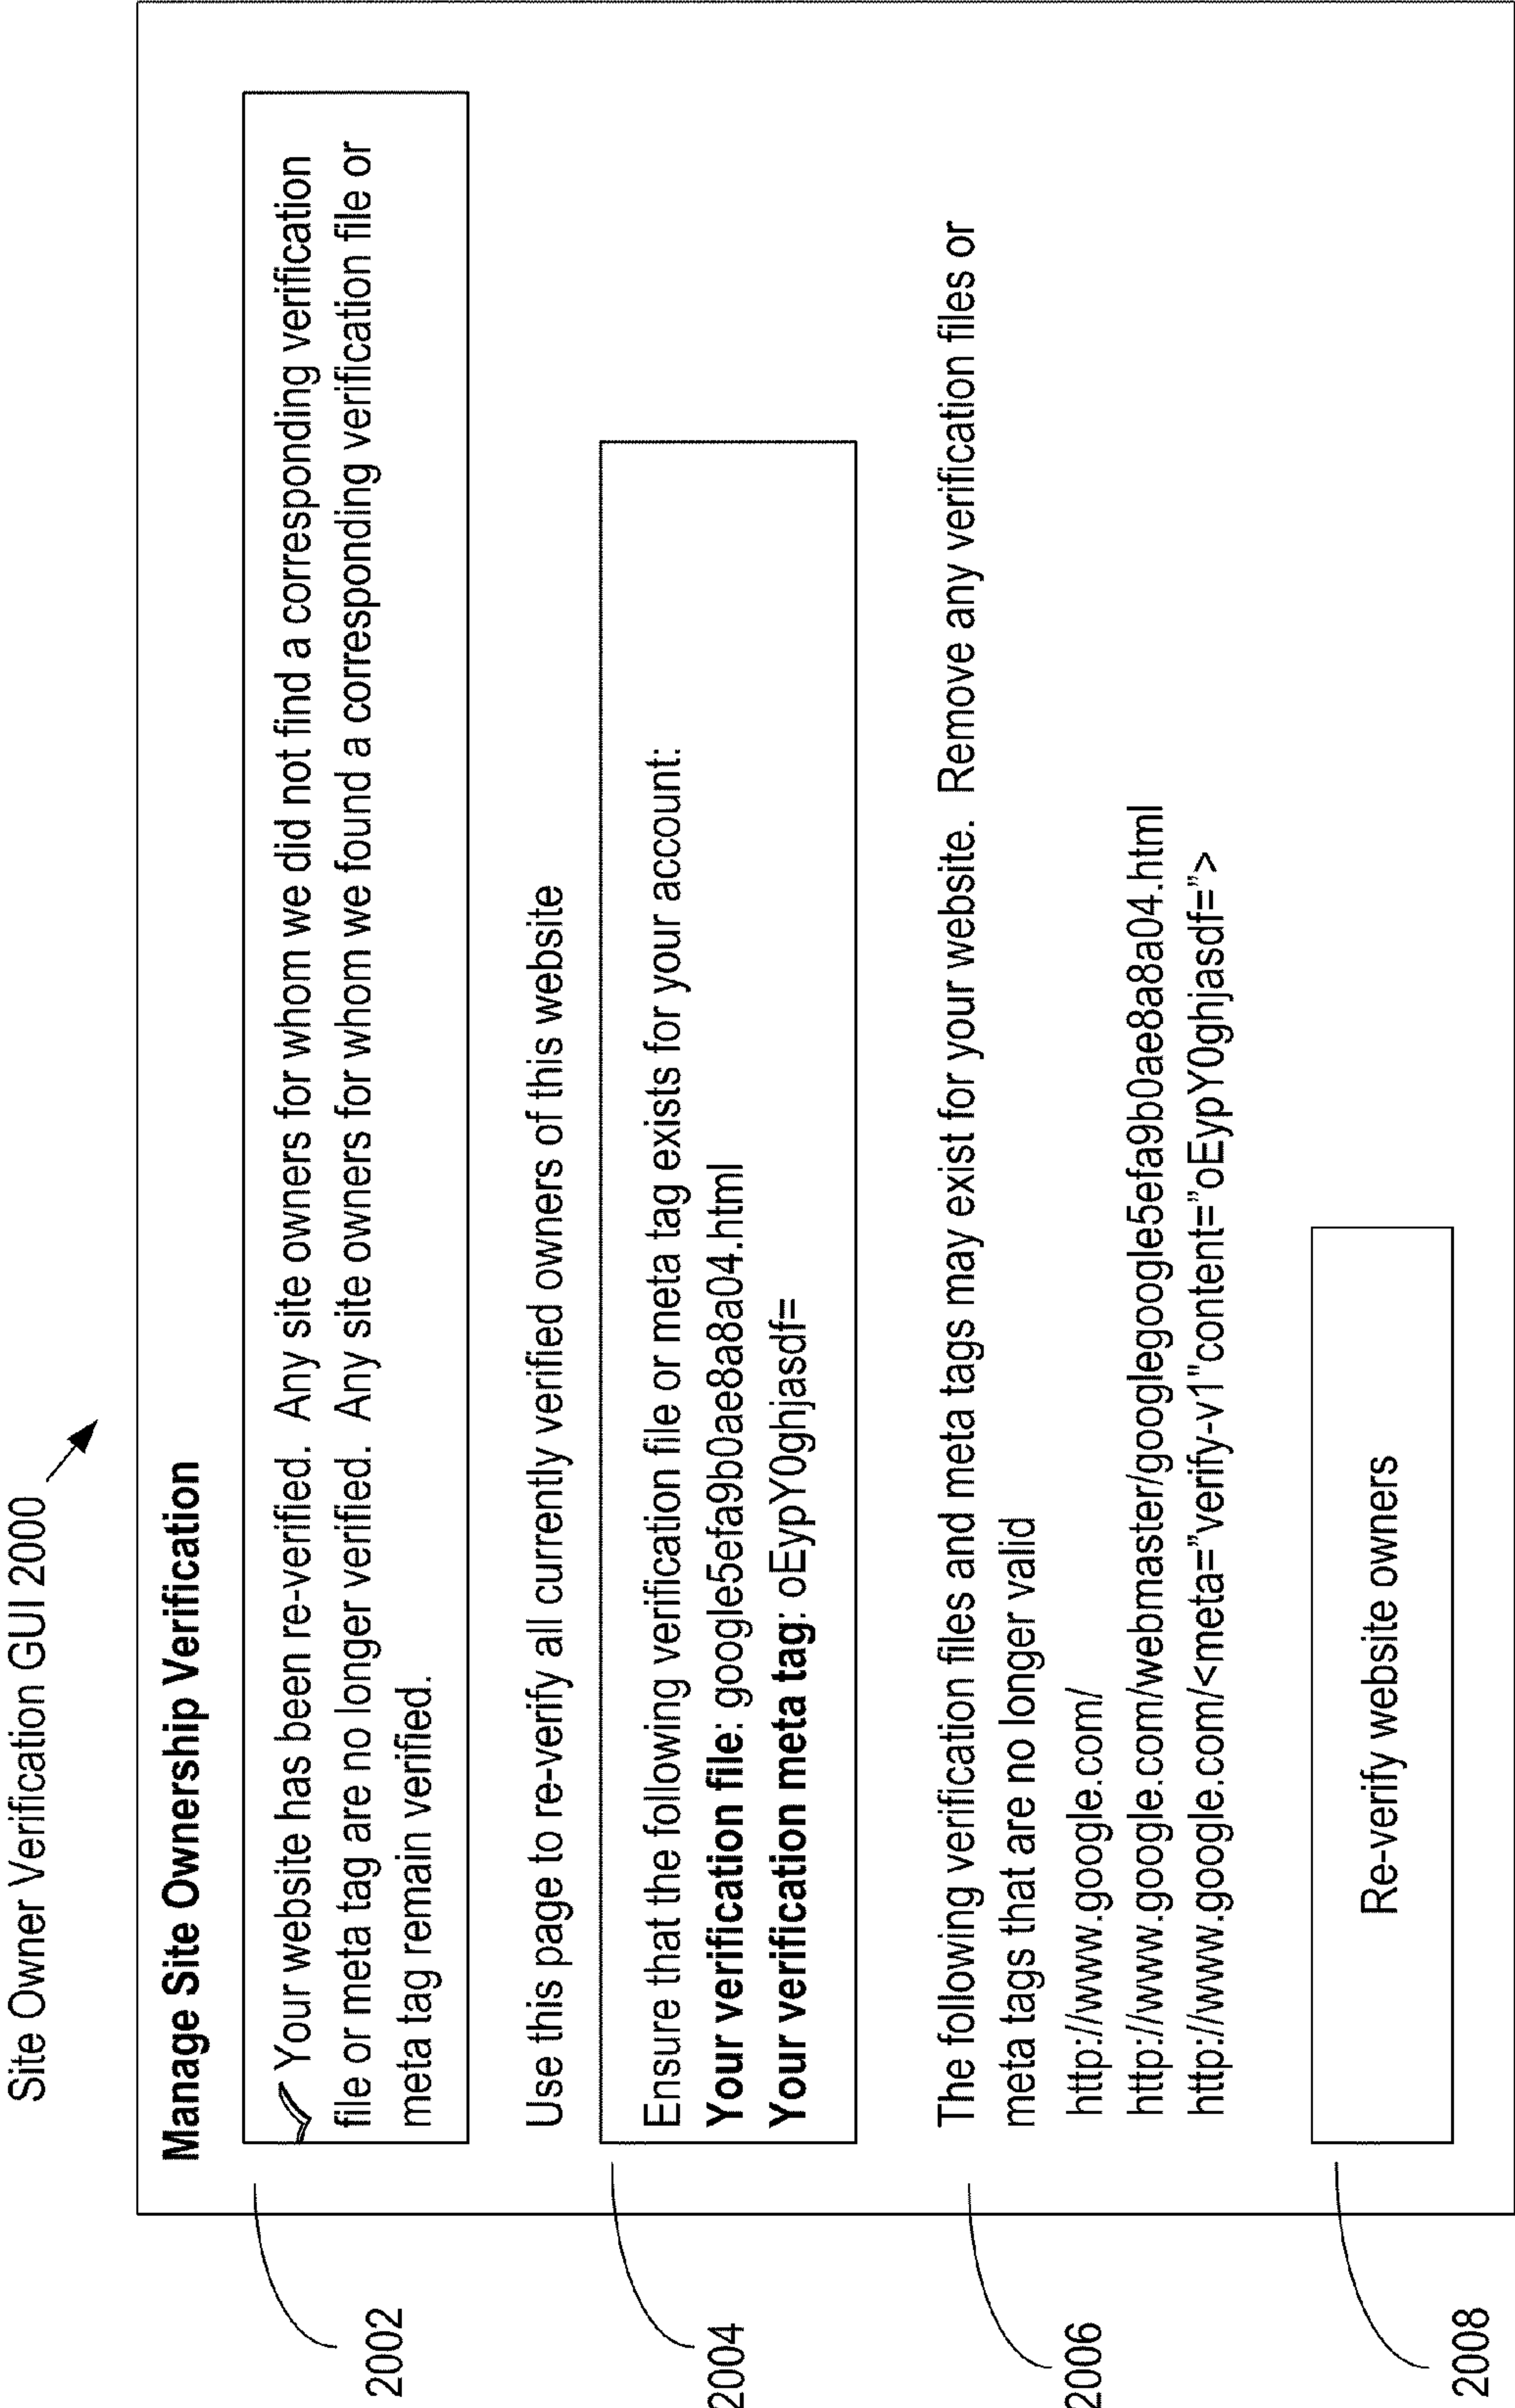 Site Owner Verification GUI 2000
Manage Site Ownership Verification
Your website has been re-verified. Any site owners for whom we did not find a corresponding verification
file or meta tag are no longer verified. Any site owners for whom we found a corresponding verification file or
meta tag remain verified.
2002
Use this page to re-verify all currently verified owners of this website
Ensure that the following verification file or meta tag exists for your account:
Your verification file: google5efa9b0ae8a8a04.html
Your verification meta tag: oEypY0ghjasdf=
2004
The following verification files and meta tags may exist for your website. Remove any verification files or
meta tags that are no longer valid
http://www.google.com/
http://www.google.com/webmaster/googlegoogle5efa9b0ae8a8a04.html
http://www.google.com/<meta=”verify-v1"content=”oEypY0ghjasdf=”>
2006
Re-verify website owners
2008